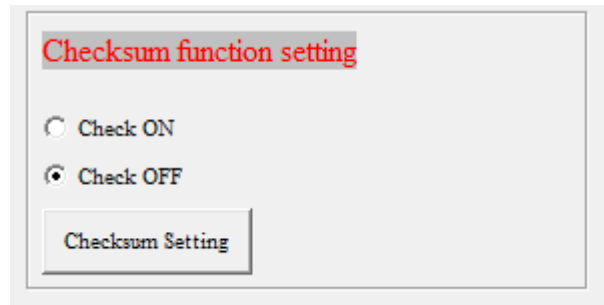 Checksum function setting
Check ON
Check OFF
Checksum Setting